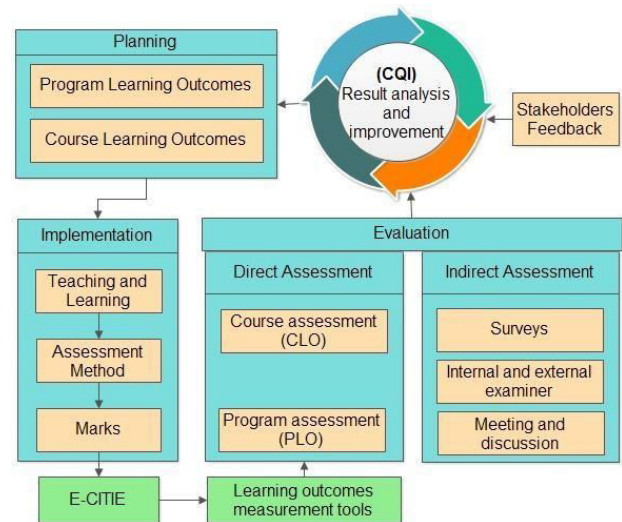 Planning
Program Learning Outcomes
Course Learning Outcomes
(CQI)
Result analysis
and
improvement
Stakeholders
Feedback
Implementation
Teaching and
Learning
Assessment
Method
Marks
E-CITIE
Evaluation
Direct Assessment
Course assessment
(CLO)
Program assessment
(PLO)
Indirect Assessment
Surveys
Internal and external
examiner
Meeting and
discussion
Learning outcomes
measurement tools